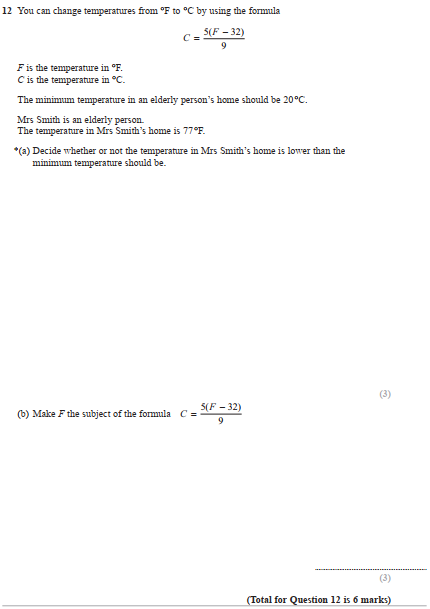 12 You can change temperatures from °F to °C by using the formula
C = 5(F – 32)/9
F is the temperature in °F.
C is the temperature in °C.
The minimum temperature in an elderly person's home should be 20°C.
Mrs Smith is an elderly person.
The temperature in Mrs Smith's home is 77°F.
*(a) Decide whether or not the temperature in Mrs Smith's home is lower than the
minimum temperature should be.
(3)
(b) Make F the subject of the formula C = 5(F – 32)/9
(3)
(Total for Question 12 is 6 marks)